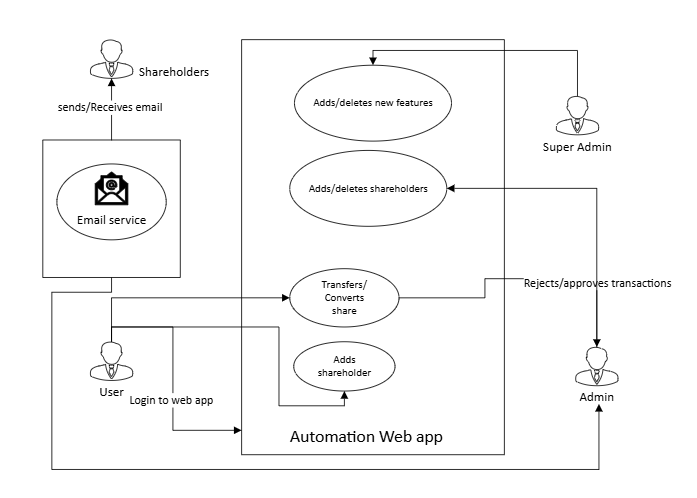 Shareholders
sends/Receives email
Adds/deletes new features
Super Admin
Adds/deletes shareholders
Email service
Transfers/
Converts
share
Rejects/approves transactions
Adds
shareholder
User
Login to web app
Admin
Automation Web app